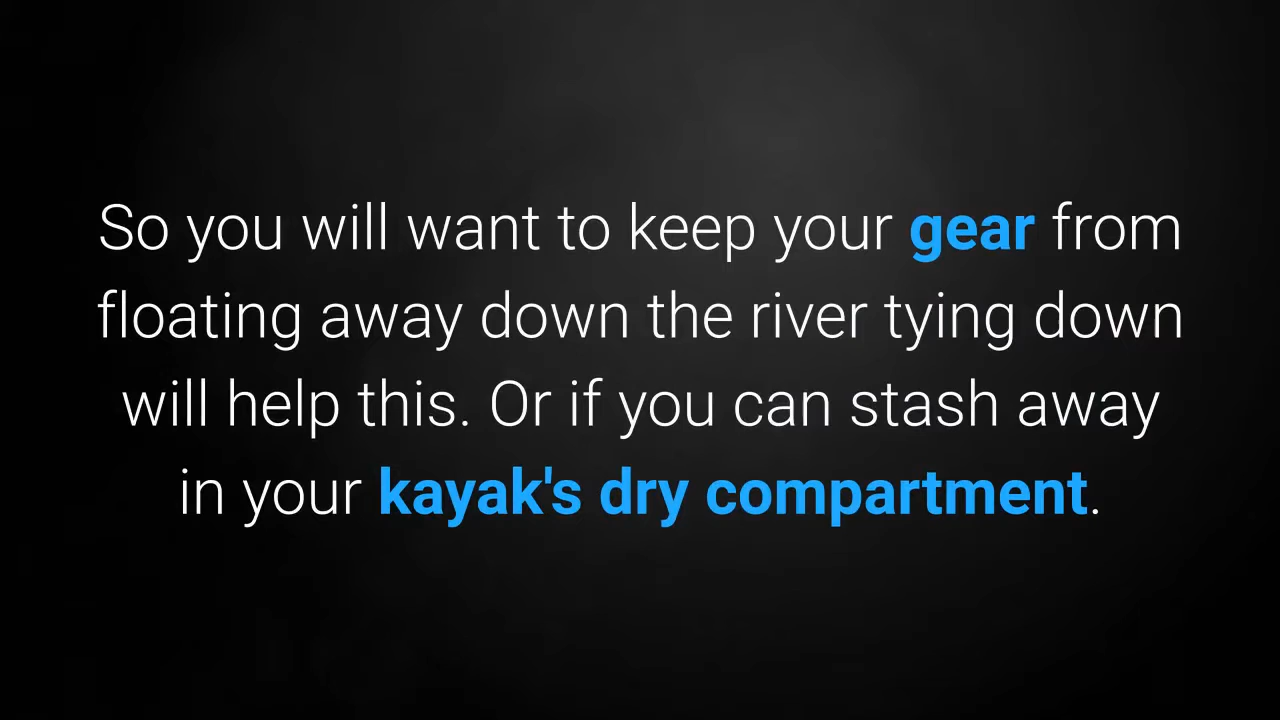 So you will want to keep your gear from
floating away down the river tying down
will help this. Or if you can stash away
in your kayak's dry compartment.